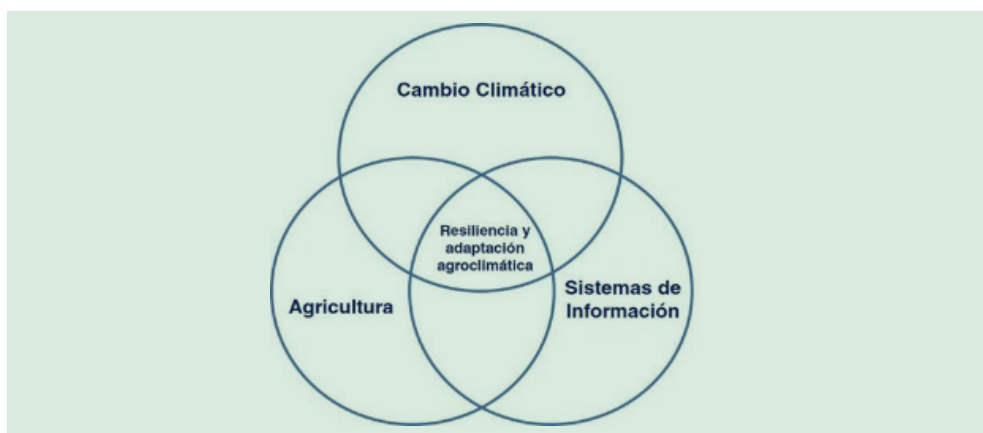 Cambio Climático
Resiliencia y
adaptación
agroclimática
Agricultura
Sistemas de
Información